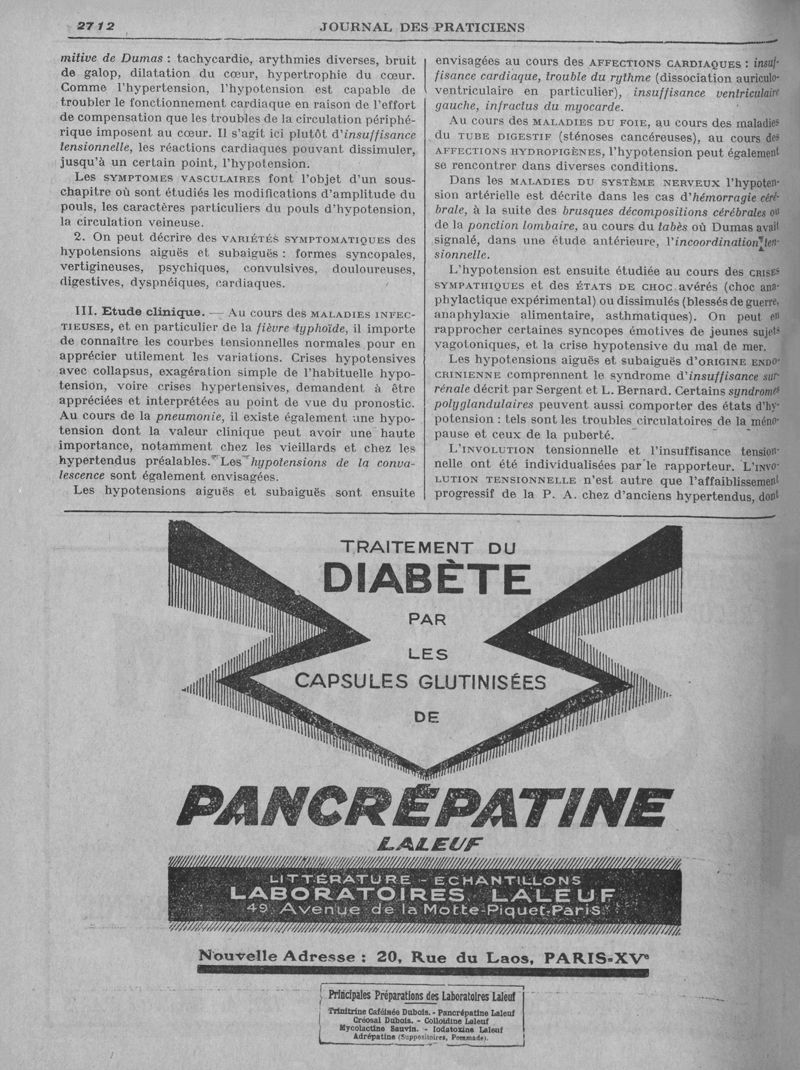 2712
JOURNAL DES PRATICIENS
mitive de Dumas : tachycardie, arythmies diverses, bruit
de galop, dilatation du cœur, hypertrophie du cœur.
Comme l'hypertension, l'hypotension est capable de
troubler le fonctionnement cardiaque en raison de l'effort
de compensation que les troubles de la circulation périphé-
rique imposent au cœur. Il s'agit ici plutôt d'insuffisance
tensionnelle, les réactions cardiaques pouvant dissimuler,
jusqu'à un certain point, l'hypotension.
Les SYMPTOMES VASCULAIRES font l'objet d'un sous-
chapitre où sont étudiés les modifications d'amplitude du
pouls, les caractères particuliers du pouls d'hypotension,
la circulation veineuse.
2. On peut décrire des VARIÉTÉS SYMPTOMATIQUES des
hypotensions aiguës et subaiguës : formes syncopales,
vertigineuses, psychiques, convulsives, douloureuses,
digestives, dyspnéiques, cardiaques.
III. Etude clinique. — Au cours des MALADIES INFEC-
TIEUSES, et en particulier de la fièvre typhoïde, il importe
de connaître les courbes tensionnelles normales pour en
apprécier utilement les variations. Crises hypotensives
avec collapsus, exagération simple de l'habituelle hypo-
tension, voire crises hypertensives, demandent à être
appréciées et interprétées au point de vue du pronostic.
Au cours de la pneumonie, il existe également une hypo-
tension dont la valeur clinique peut avoir une haute
importance, notamment chez les vieillards et chez les
hypertendus préalables. Les hypotensions de la conva-
lescence sont également envisagées.
Les hypotensions aiguës et subaiguës sont ensuite
envisagées au cours des AFFECTIONS CARDIAQUES : insuf-
fisance cardiaque, trouble du rythme (dissociation auriculo-
ventriculaire en particulier), insuffisance ventriculaire
gauche, infractus du myocarde.
Au cours des MALADIES DU FOIE, au cours des maladies
du TUBE DIGESTIF (sténoses cancéreuses), au cours des
AFFECTIONS HYDROPIGÈNES, l'hypotension peut également
se rencontrer dans diverses conditions.
Dans les MALADIES DU SYSTÈME NERVEUX l'hypoten-
sion artérielle est décrite dans les cas d'hémorragie céré-
brale, à la suite des brusques décompositions cérébrales ou
de la ponction lombaire, au cours du tabès où Dumas avait
signalé, dans une étude antérieure, l'incoordination ten-
sionnelle.
L'hypotension est ensuite étudiée au cours des CRISES
SYMPATHIQUES et des ÉTATS DE CHOC avérés (choc ana-
phylactique expérimental) ou dissimulés (blessés de guerre,
anaphylaxie alimentaire, asthmatiques). On peut en
rapprocher certaines syncopes émotives de jeunes sujets
vagotoniques, et la crise hypotensive du mal de mer.
Les hypotensions aiguës et subaiguës d'ORIGINE ENDO-
CRINIENNE comprennent le syndrome d'insuffisance sur-
rénale décrit par Sergent et L. Bernard. Certains syndromes
polyglandulaires peuvent aussi comporter des états d'hy-
potension : tels sont les troubles circulatoires de la méno-
pause et ceux de la puberté.
L'INVOLUTION tensionnelle et l'insuffisance tension-
nelle ont été individualisées par le rapporteur. L'INVO-
LUTION TENSIONNELLE n'est autre que l'affaiblissement
progressif de la P. A. chez d'anciens hypertendus, dont
TRAITEMENT DU
DIABÈTE
PAR
LES
CAPSULES GLUTINISÉES
DE
PANCRÉPATINE
LALEUF
LITTÉRATURE - ECHANTILLONS
LABORATOIRES LALEUF
49, Avenue de la Motte-Piquet-Paris
Nouvelle Adresse : 20, Rue du Laos, PARIS-XVe
Principales Préparations des Laboratoires Laleuf
Trinitrine Caféinée Dubois. - Pancrépatine Laleuf
Créosal Dubois. - Colloïdine Laleuf
Mycolactine Sauvin. - Iodatoxine Laleuf
Adrépatine (Suppositoires, Pommade).